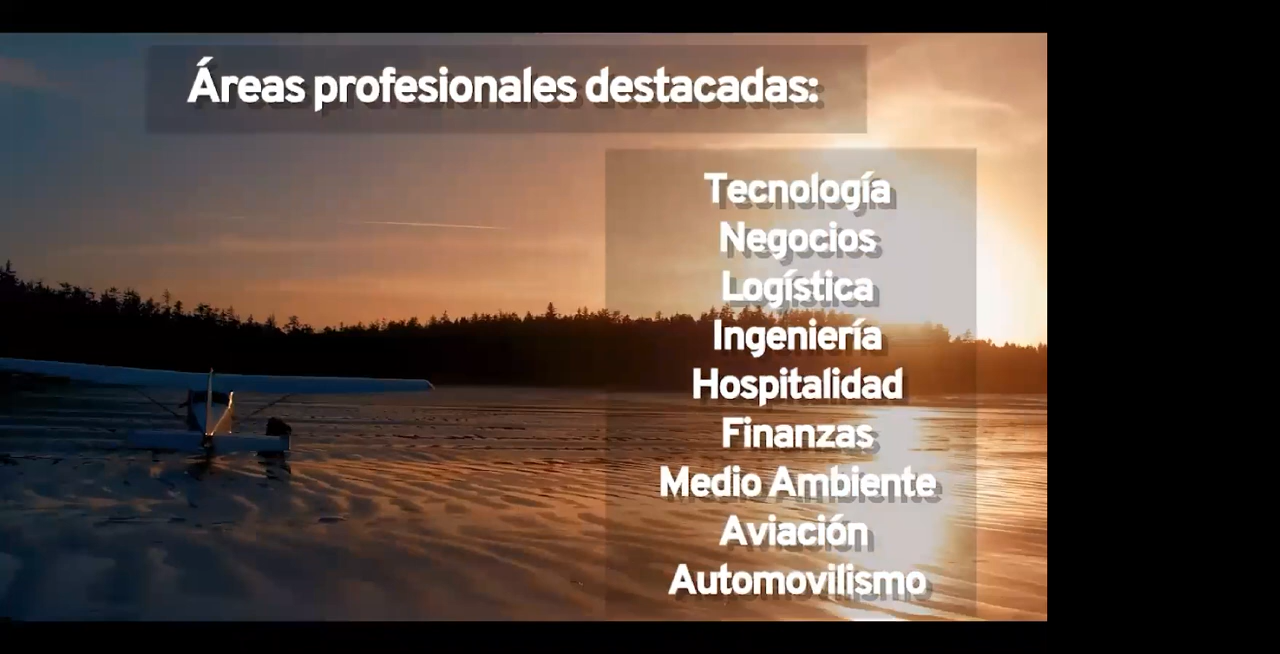 Áreas profesionales destacadas:
Tecnología
Negocios
Logística
Ingeniería
Hospitalidad
Finanzas
Medio Ambiente
Aviación
Automovilismo